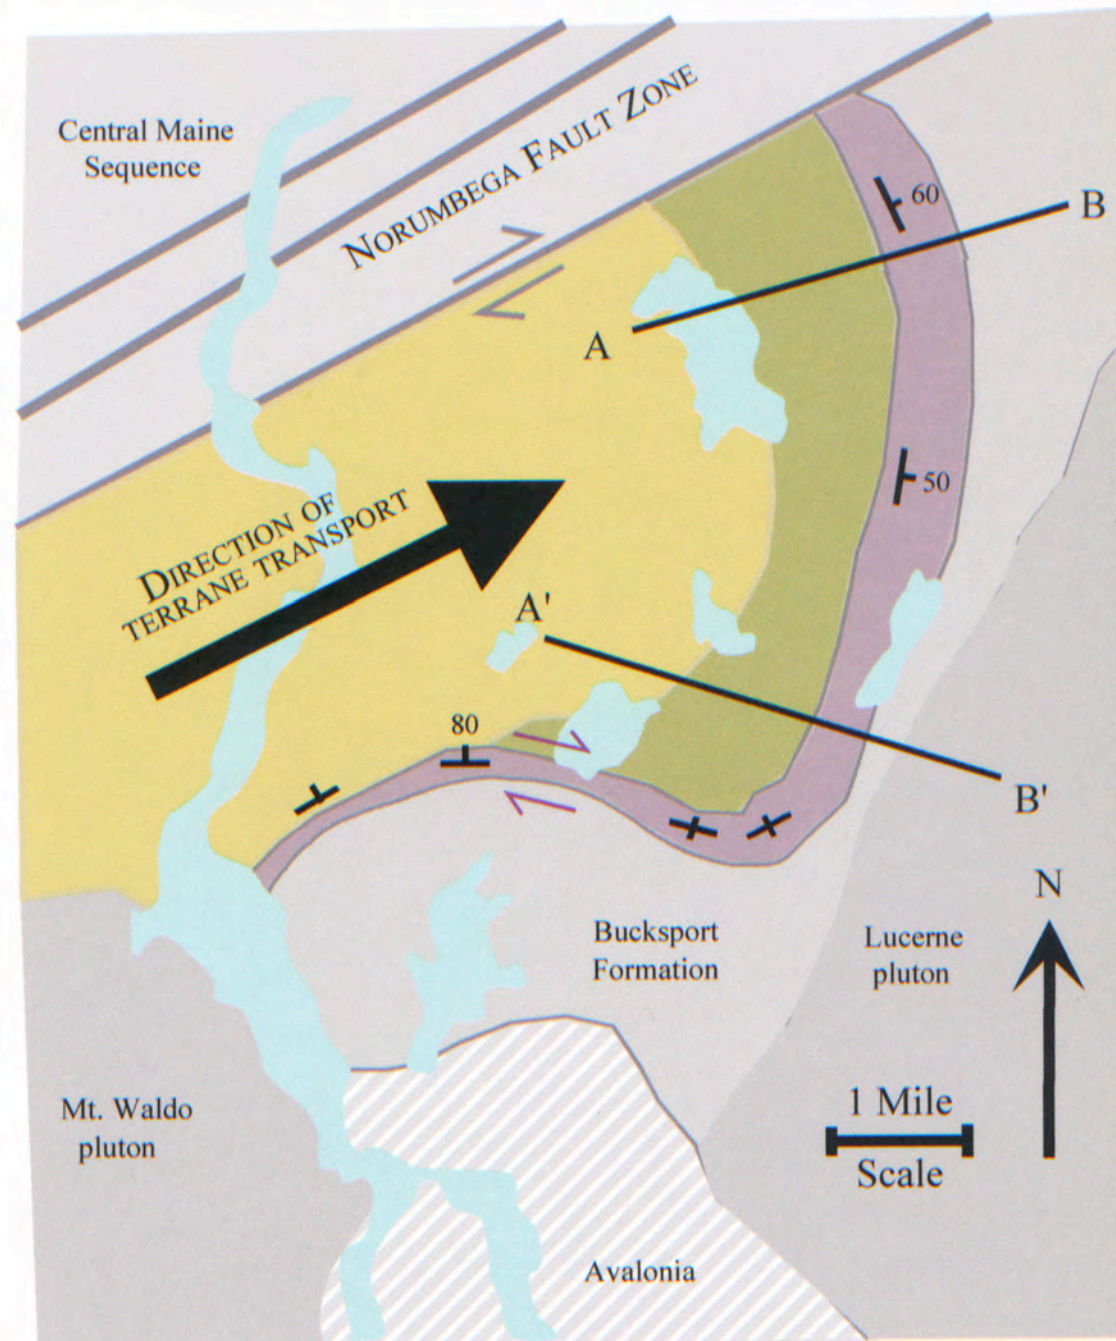 Central Maine
Sequence
NORUMBEGA FAULT ZONE
60
B
A
50
DIRECTION OF
TERRANE TRANSPORT
A'
80
B'
N
Bucksport
Formation
Lucerne
pluton
Mt. Waldo
pluton
1 Mile
Scale
Avalonia